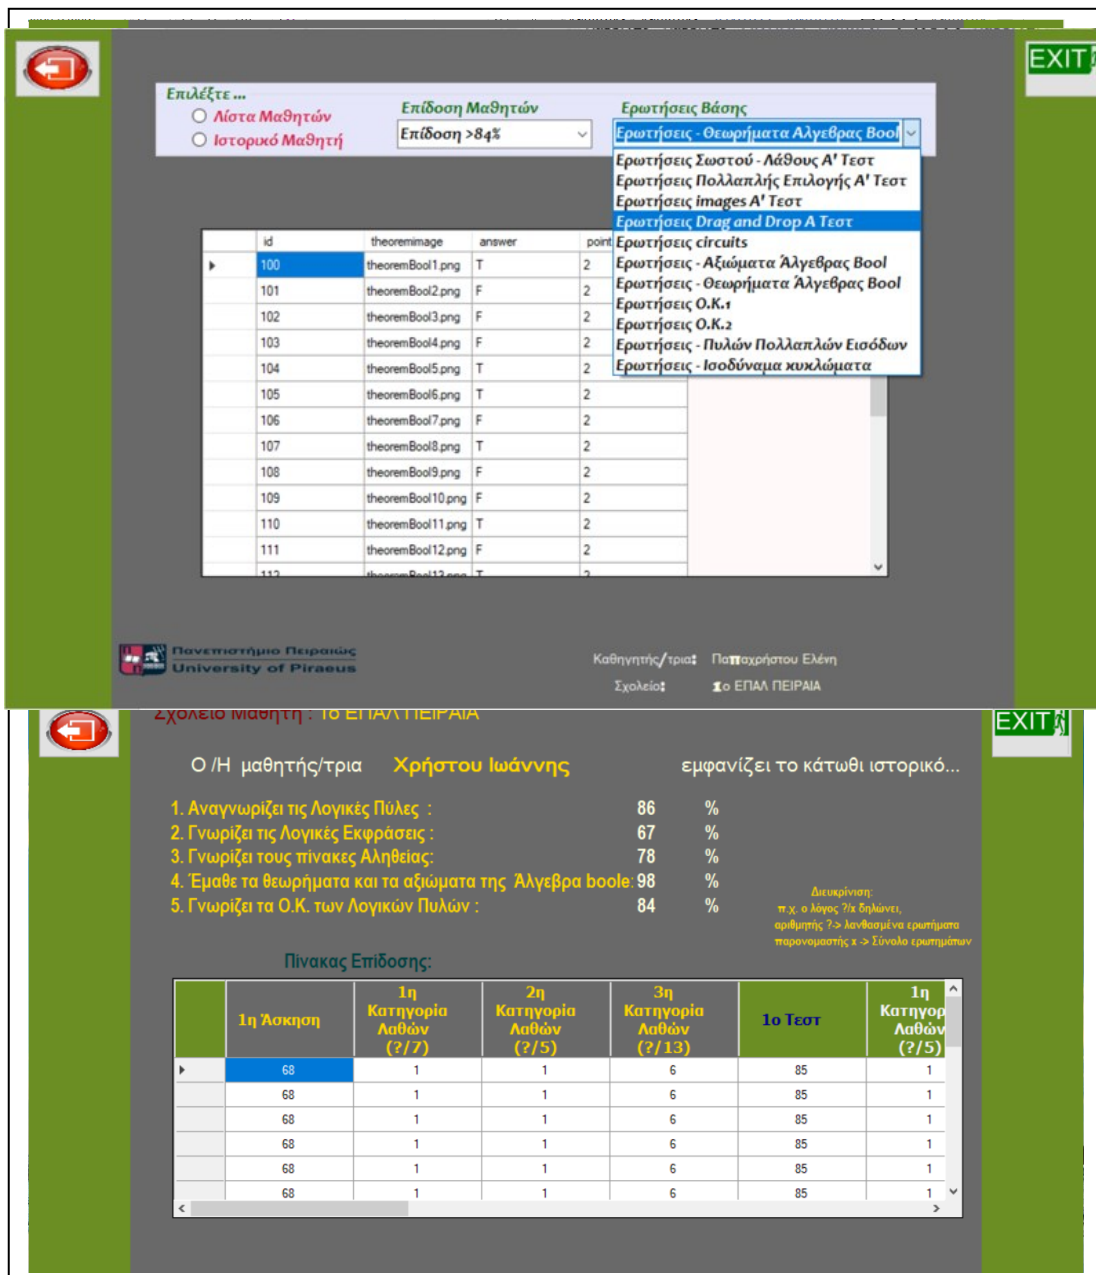 EXIT
Επιλέξτε ...
Λίστα Μαθητών
Ιστορικό Μαθητή
Επίδοση Μαθητών
Επίδοση >84%
Ερωτήσεις Βάσης
Ερωτήσεις - Θεωρήματα Αλγεβρας Bool
Ερωτήσεις Σωστού - Λάθους Α' Τεστ
Ερωτήσεις Πολλαπλής Επιλογής Α' Τεστ
Ερωτήσεις images Α' Τεστ
Ερωτήσεις Drag and Drop Α Τεστ
Ερωτήσεις circuits
Ερωτήσεις - Αξιώματα Άλγεβρας Bool
Ερωτήσεις - Θεωρήματα Άλγεβρας Bool
Ερωτήσεις Ο.Κ.1
Ερωτήσεις Ο.Κ.2
Ερωτήσεις - Πυλών Πολλαπλών Εισόδων
Ερωτήσεις - Ισοδύναμα κυκλώματα
id theoremimage answer point
100 theoremBool1.png T 2
101 theoremBool2.png F 2
102 theoremBool3.png F 2
103 theoremBool4.png F 2
104 theoremBool5.png T 2
105 theoremBool6.png T 2
106 theoremBool7.png F 2
107 theoremBool8.png T 2
108 theoremBool9.png F 2
109 theoremBool10.png F 2
110 theoremBool11.png T 2
111 theoremBool12.png F 2
112 theoremBool13.png T 2
Πανεπιστήμιο Πειραιώς
University of Piraeus
Καθηγητής/τρια: Παπαχρήστου Ελένη
Σχολείο: 1ο ΕΠΑΛ ΠΕΙΡΑΙΑ
Σχολείο Μαθητή : 1ο ΕΠΑΛ ΠΕΙΡΑΙΑ
EXIT
Ο /Η μαθητής/τρια Χρήστου Ιωάννης εμφανίζει το κάτωθι ιστορικό...
1. Αναγνωρίζει τις Λογικές Πύλες : 86 %
2. Γνωρίζει τις Λογικές Εκφράσεις : 67 %
3. Γνωρίζει τους πίνακες Αληθείας: 78 %
4. Έμαθε τα θεωρήματα και τα αξιώματα της Άλγεβρα boole: 98 %
5. Γνωρίζει τα Ο.Κ. των Λογικών Πυλών : 84 %
Διευκρίνιση:
π.χ. ο λόγος ?/x δηλώνει,
αριθμητής ?-> λανθασμένα ερωτήματα
παρονομαστής x -> Σύνολο ερωτημάτων
Πίνακας Επίδοσης:
1η Άσκηση
1η
Κατηγορία
Λαθών
(?/7)
2η
Κατηγορία
Λαθών
(?/5)
3η
Κατηγορία
Λαθών
(?/13)
1ο Τεστ
1η
Κατηγορ
Λαθών
(?/5)
68 1 1 6 85 1
68 1 1 6 85 1
68 1 1 6 85 1
68 1 1 6 85 1
68 1 1 6 85 1
68 1 1 6 85 1